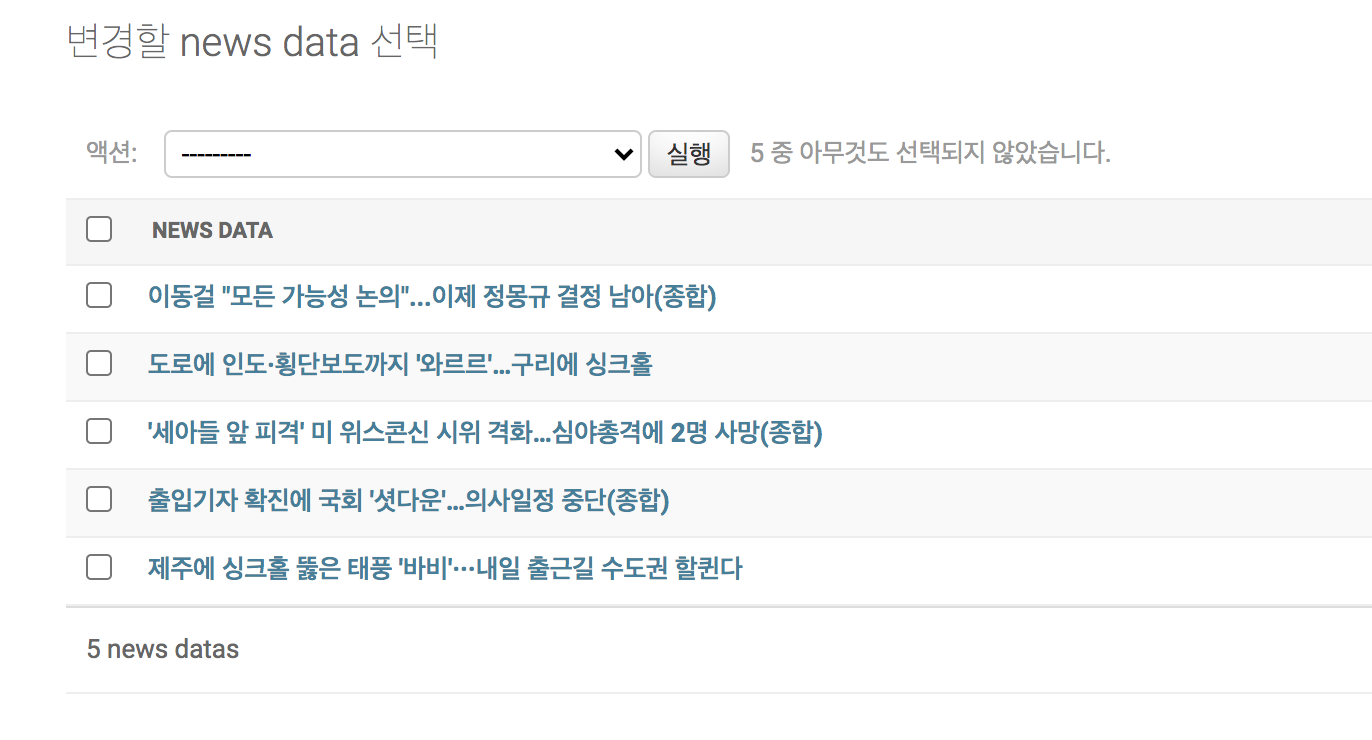 변경할 news data 선택
액션: --------- 실행 5 중 아무것도 선택되지 않았습니다.
NEWS DATA
이동걸 "모든 가능성 논의"...이제 정몽규 결정 남아(종합)
도로에 인도·횡단보도까지 '와르르'...구리에 싱크홀
'세아들 앞 피격' 미 위스콘신 시위 격화...심야총격에 2명 사망(종합)
출입기자 확진에 국회 '셧다운'...의사일정 중단(종합)
제주에 싱크홀 뚫은 태풍 '바비'…내일 출근길 수도권 할퀸다
5 news datas